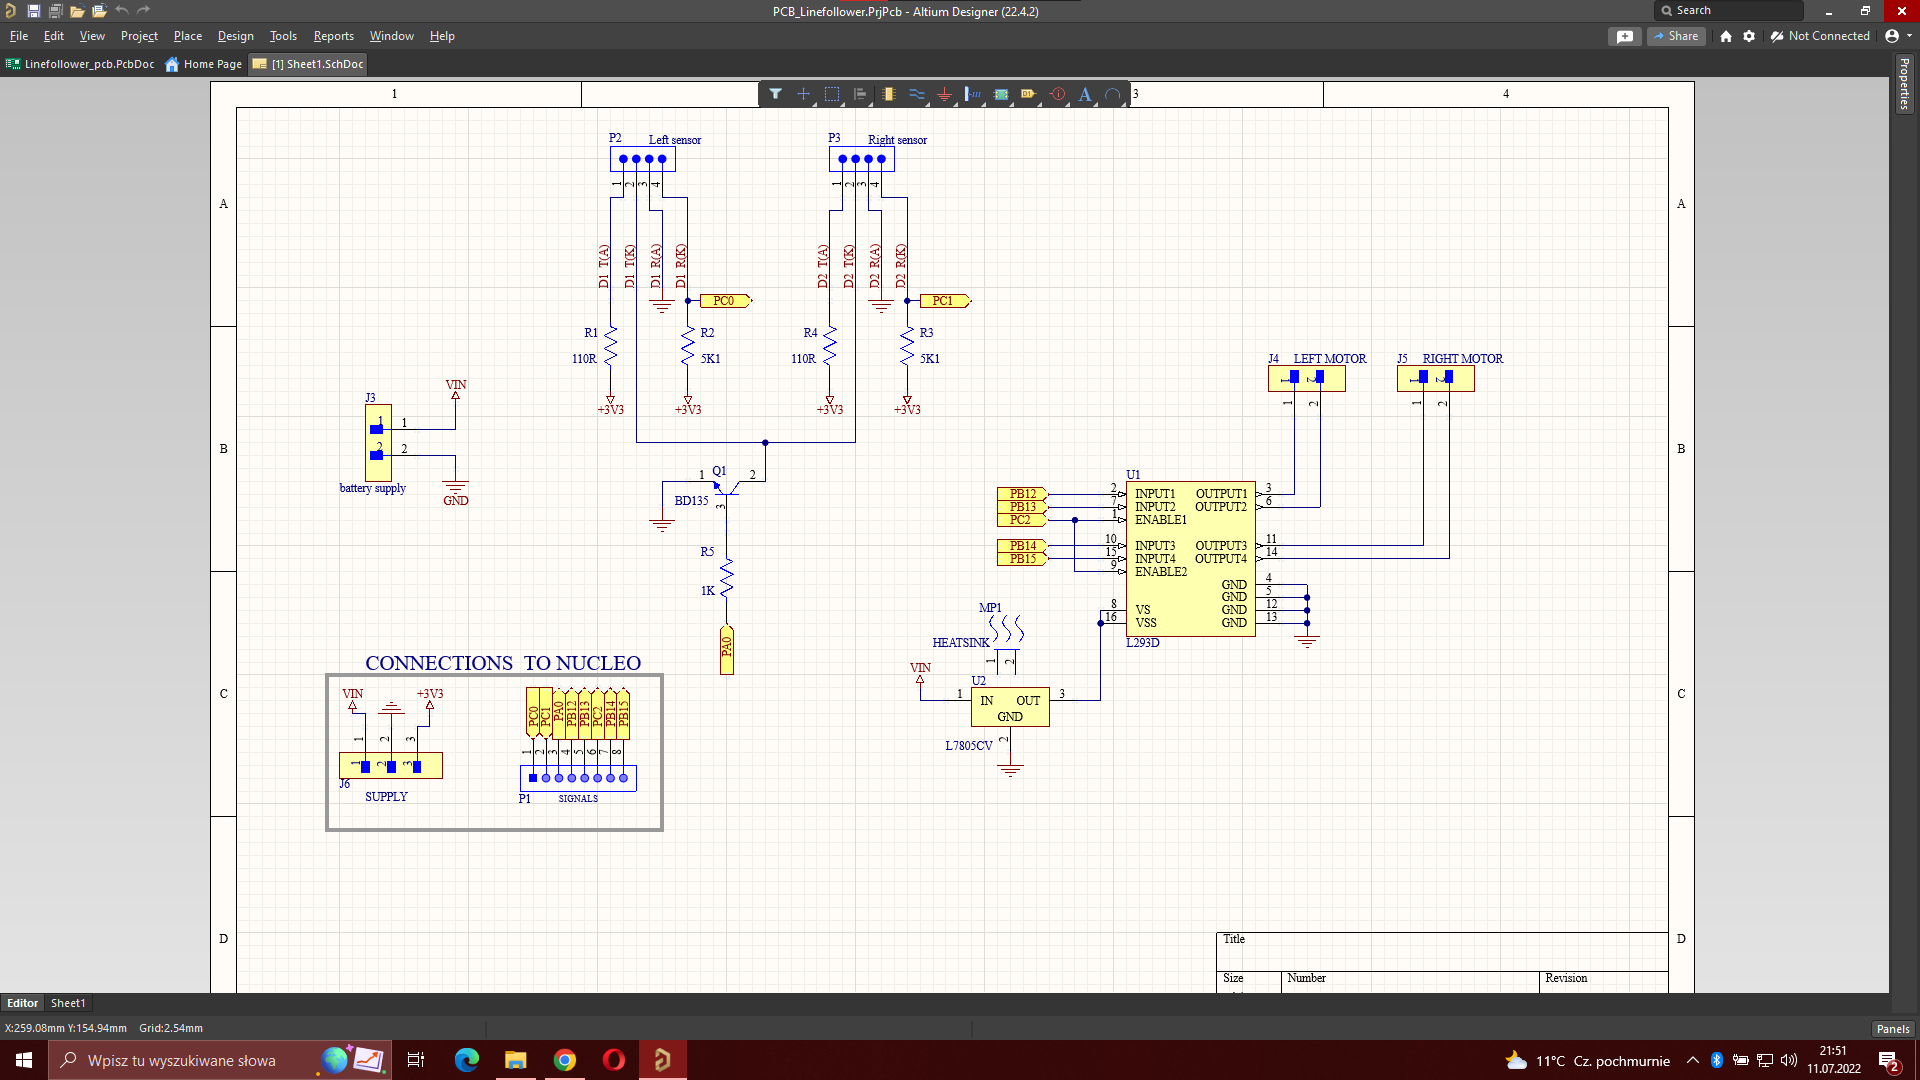 PCB_Linefollower.PrjPcb - Altium Designer (22.4.2)
Search
File Edit View Project Place Design Tools Reports Window Help
Share
Not Connected
Linefollower_pcb.PcbDoc
Home Page
[1] Sheet1.SchDoc
Properties
1 3 4
P2 Left sensor
P3 Right sensor
1 2 3 4
1 2 3 4
A A
D1 T(A)
D1 T(K)
D1 R(A)
D1 R(K)
D2 T(A)
D2 T(K)
D2 R(A)
D2 R(K)
PC0
PC1
R1 110R
R2 5K1
R4 110R
R3 5K1
+3V3 +3V3 +3V3 +3V3
J4 LEFT MOTOR
1 2
1 2
J5 RIGHT MOTOR
1 2
1 2
VIN
J3
1 1
2 2
battery supply
GND
B B
1 Q1 2
BD135
3
R5
1K
PA0
U1
PB12 2 INPUT1 OUTPUT1 3
PB13 7 INPUT2 OUTPUT2 6
PC2 1 ENABLE1
PB14 10 INPUT3 OUTPUT3 11
PB15 15 INPUT4 OUTPUT4 14
9 ENABLE2
GND 4
GND 5
8 VS GND 12
16 VSS GND 13
L293D
MP1
HEATSINK
1 2
VIN
U2
1 IN OUT 3
GND
2
L7805CV
CONNECTIONS TO NUCLEO
C C
VIN +3V3
1 2 3
1 2 3
J6
SUPPLY
PC0 PC1 PA0 PB12 PB13 PC2 PB14 PB15
1 2 3 4 5 6 7 8
P1 SIGNALS
D D
Title
Size Number Revision
Editor Sheet1
X:259.08mm Y:154.94mm Grid:2.54mm
Panels
Wpisz tu wyszukiwane słowa
11°C Cz. pochmurnie
21:51
11.07.2022
2